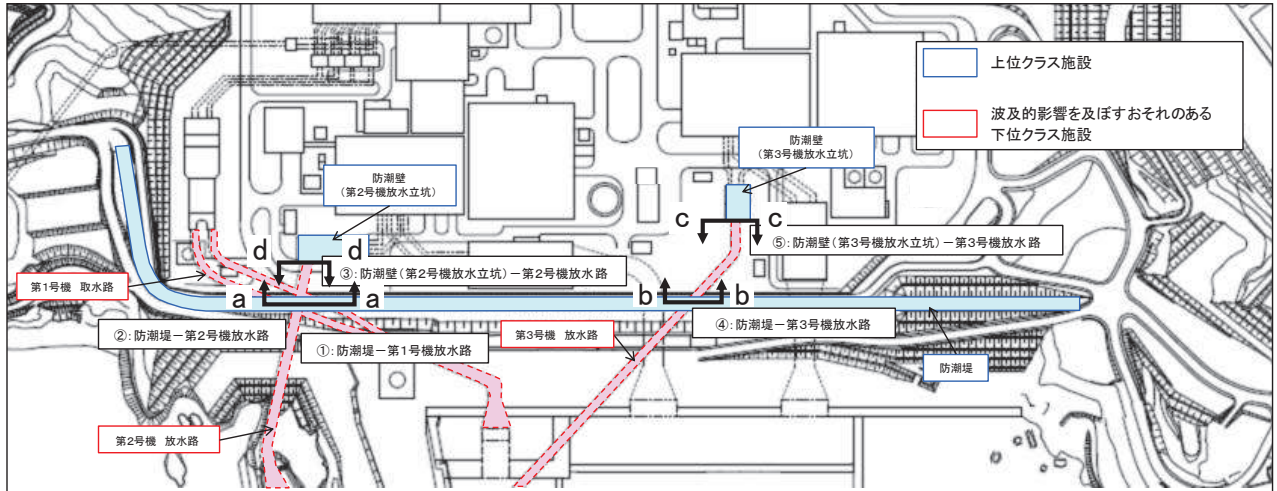 上位クラス施設
波及的影響を及ぼすおそれのある
下位クラス施設
防潮壁
(第3号機放水立坑)
防潮壁
(第2号機放水立坑)
c
c
d
d
⑤:防潮壁(第3号機放水立坑)-第3号機放水路
③:防潮壁(第2号機放水立坑)-第2号機放水路
第1号機 取水路
a
a
b
b
②:防潮堤-第2号機放水路
①:防潮堤-第1号機放水路
第3号機 放水路
④:防潮堤-第3号機放水路
防潮堤
第2号機 放水路